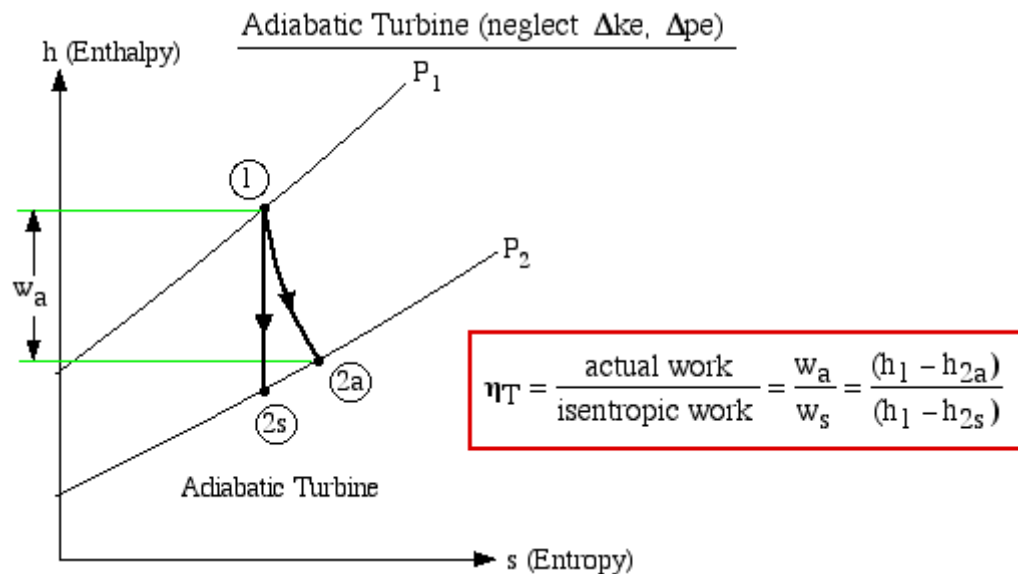 Adiabatic Turbine (neglect Δke, Δpe)
h (Enthalpy)
P1
1
P2
wa
2a
2s
ηT = actual work / isentropic work = wa / ws = (h1 – h2a) / (h1 – h2s)
Adiabatic Turbine
s (Entropy)